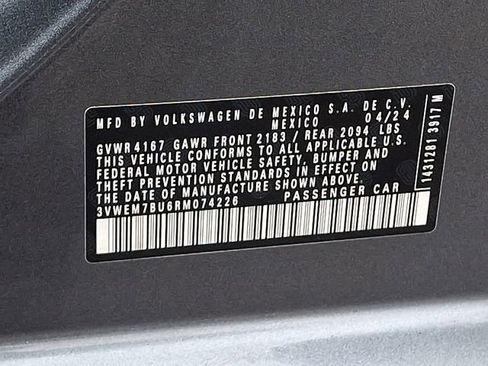 MFD BY VOLKSWAGEN DE MEXICO S.A. DE C.V.
MEXICO 04/24
GVWR 4167 GAWR FRONT 2183 / REAR 2094 LBS
THIS VEHICLE CONFORMS TO ALL APPLICABLE U.S.
FEDERAL MOTOR VEHICLE SAFETY, BUMPER AND
THEFT PREVENTION STANDARDS IN EFFECT ON
THE DATE OF MANUFACTURE SHOWN ABOVE.
3VWEM7BU6RM074226 PASSENGER CAR
1431281 3917 M